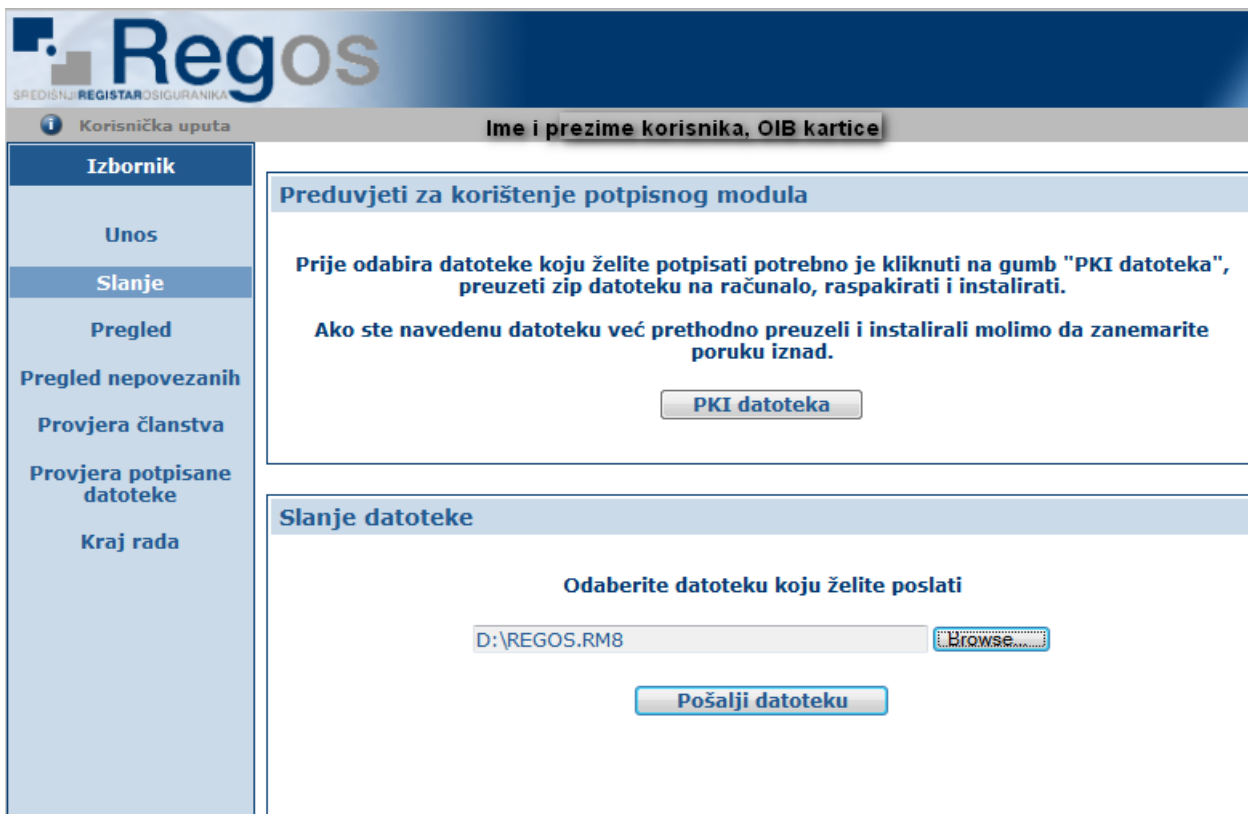 Regos
SREDIŠNJI REGISTAR OSIGURANIKA
Korisnička uputa
Ime i prezime korisnika, OIB kartice
Izbornik
Unos
Slanje
Pregled
Pregled nepovezanih
Provjera članstva
Provjera potpisane
datoteke
Kraj rada
Preduvjeti za korištenje potpisnog modula
Prije odabira datoteke koju želite potpisati potrebno je kliknuti na gumb "PKI datoteka",
preuzeti zip datoteku na računalo, raspakirati i instalirati.
Ako ste navedenu datoteku već prethodno preuzeli i instalirali molimo da zanemarite
poruku iznad.
PKI datoteka
Slanje datoteke
Odaberite datoteku koju želite poslati
D:\REGOS.RM8
Browse...
Pošalji datoteku